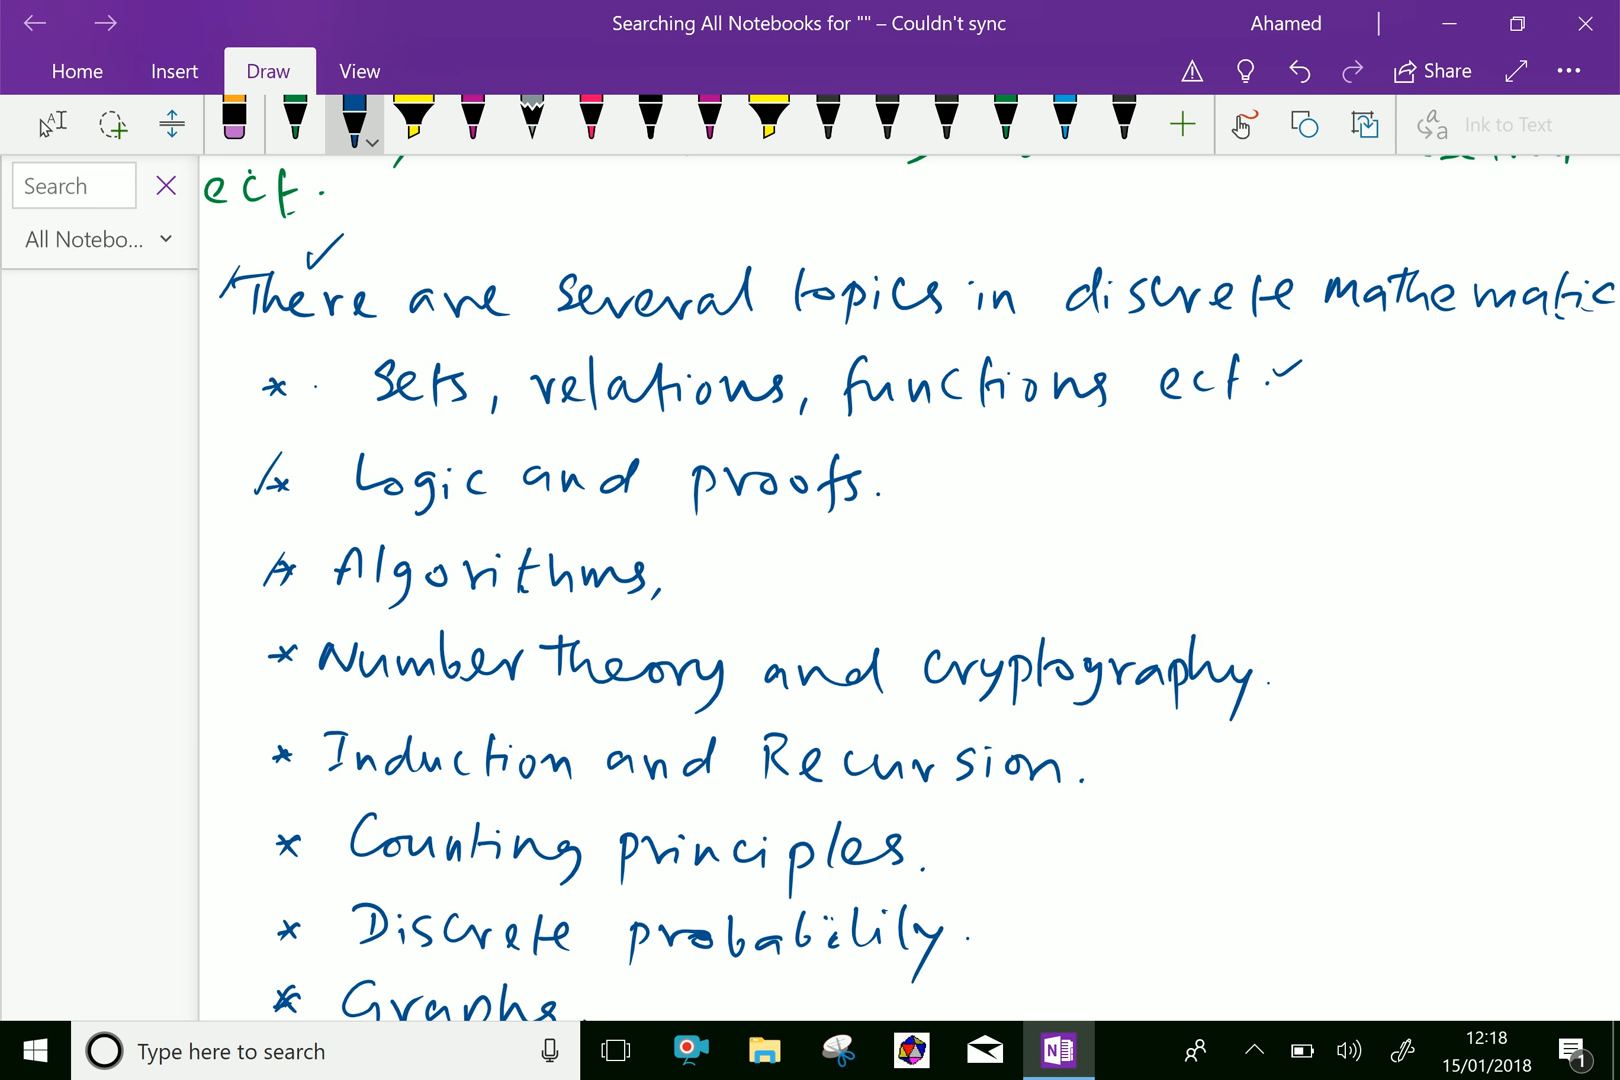 Searching All Notebooks for "" – Couldn't sync
Ahamed
Home Insert Draw View
Share
Ink to Text
Search
All Notebo...
ect.
There are several topics in discrete mathematic
* Sets, relations, functions ect.
* Logic and proofs.
* Algorithms,
* Number theory and cryptography.
* Induction and Recursion.
* Counting principles.
* Discrete probability.
* Graphs
Type here to search
12:18
15/01/2018
1